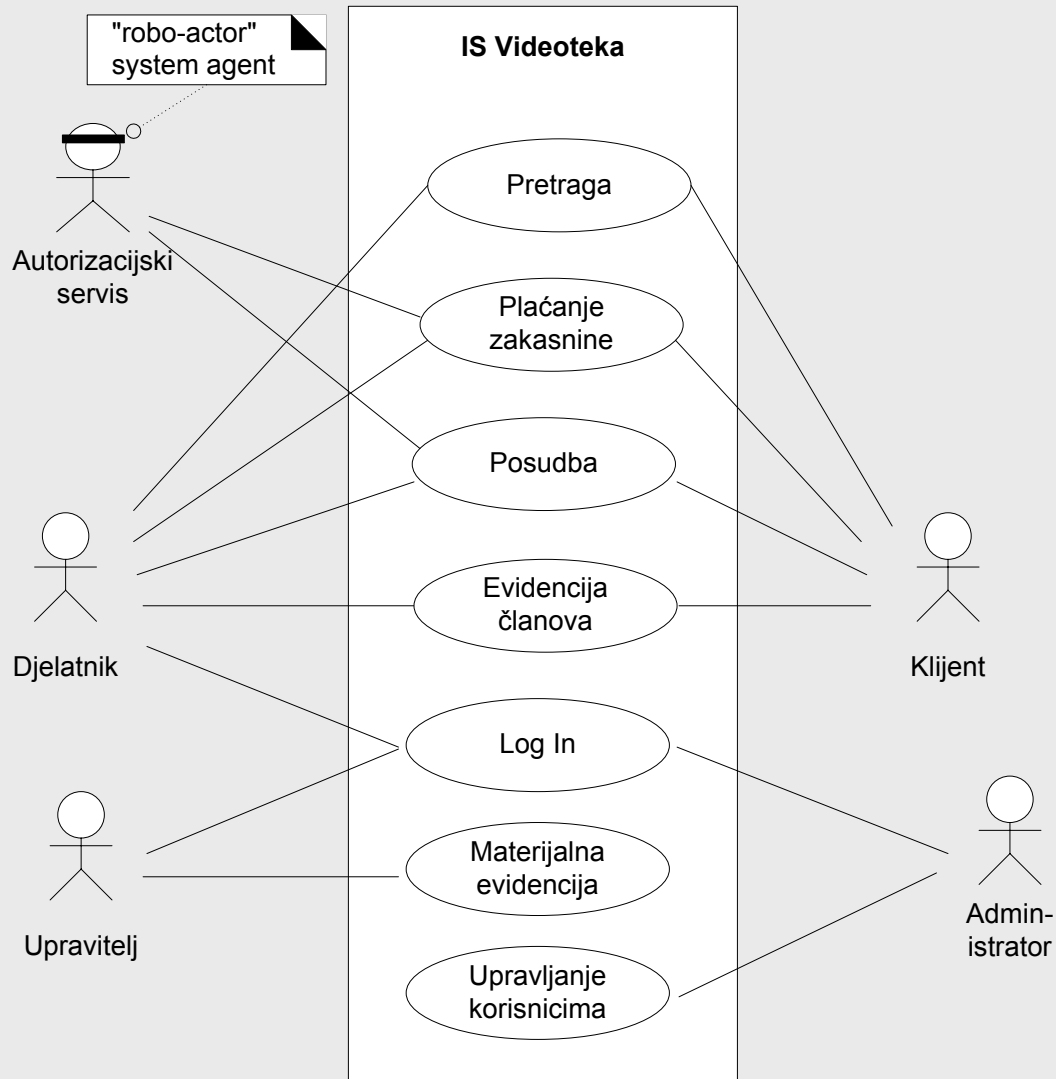 "robo-actor"
system agent
IS Videoteka
Pretraga
Autorizacijski
servis
Plaćanje
zakasnine
Posudba
Evidencija
članova
Djelatnik
Klijent
Log In
Materijalna
evidencija
Upravitelj
Admin-
istrator
Upravljanje
korisnicima